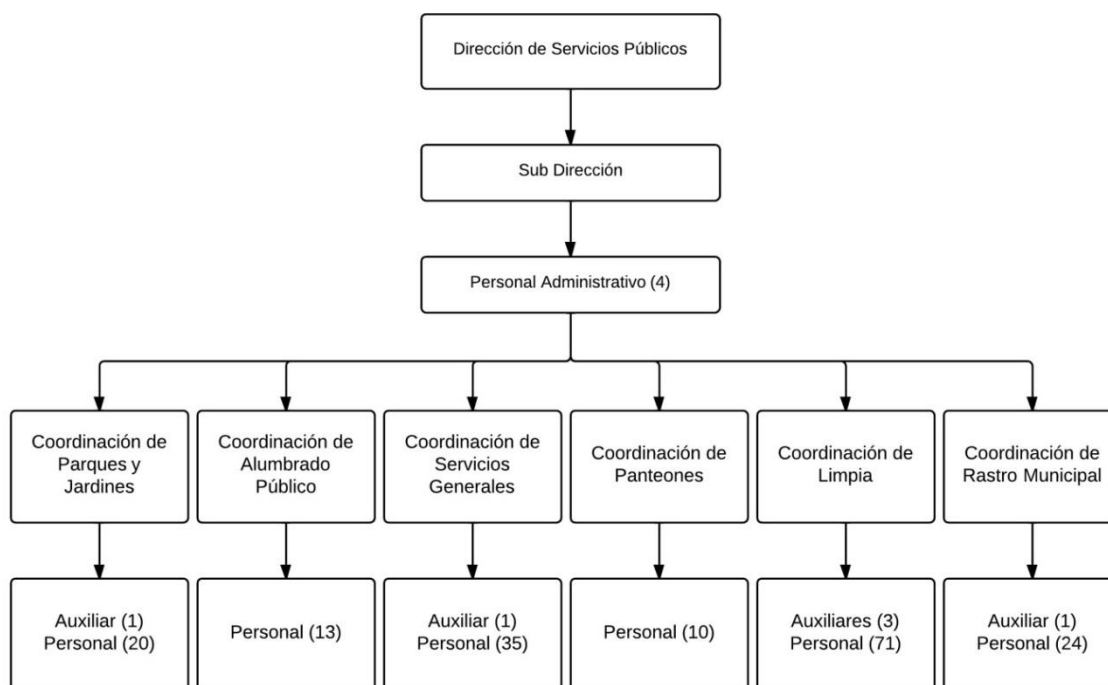 Dirección de Servicios Públicos
Sub Dirección
Personal Administrativo (4)
Coordinación de
Parques y
Jardines
Coordinación de
Alumbrado
Público
Coordinación de
Servicios
Generales
Coordinación de
Panteones
Coordinación de
Limpia
Coordinación de
Rastro Municipal
Auxiliar (1)
Personal (20)
Personal (13)
Auxiliar (1)
Personal (35)
Personal (10)
Auxiliares (3)
Personal (71)
Auxiliar (1)
Personal (24)